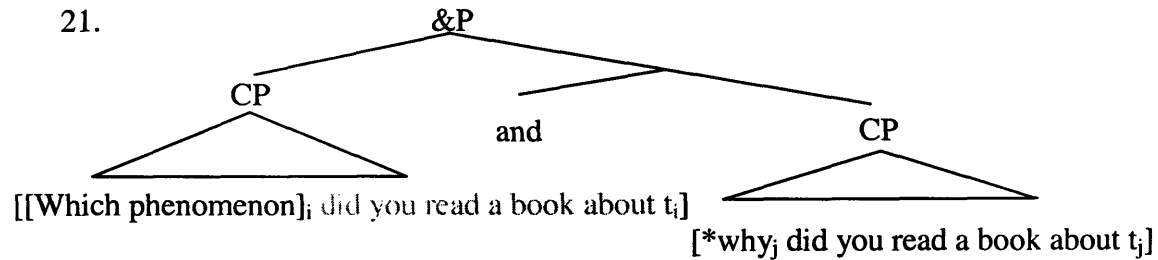 21.
&P
CP
and
CP
[[Which phenomenon]i did you read a book about ti]
[*whyj did you read a book about tj]